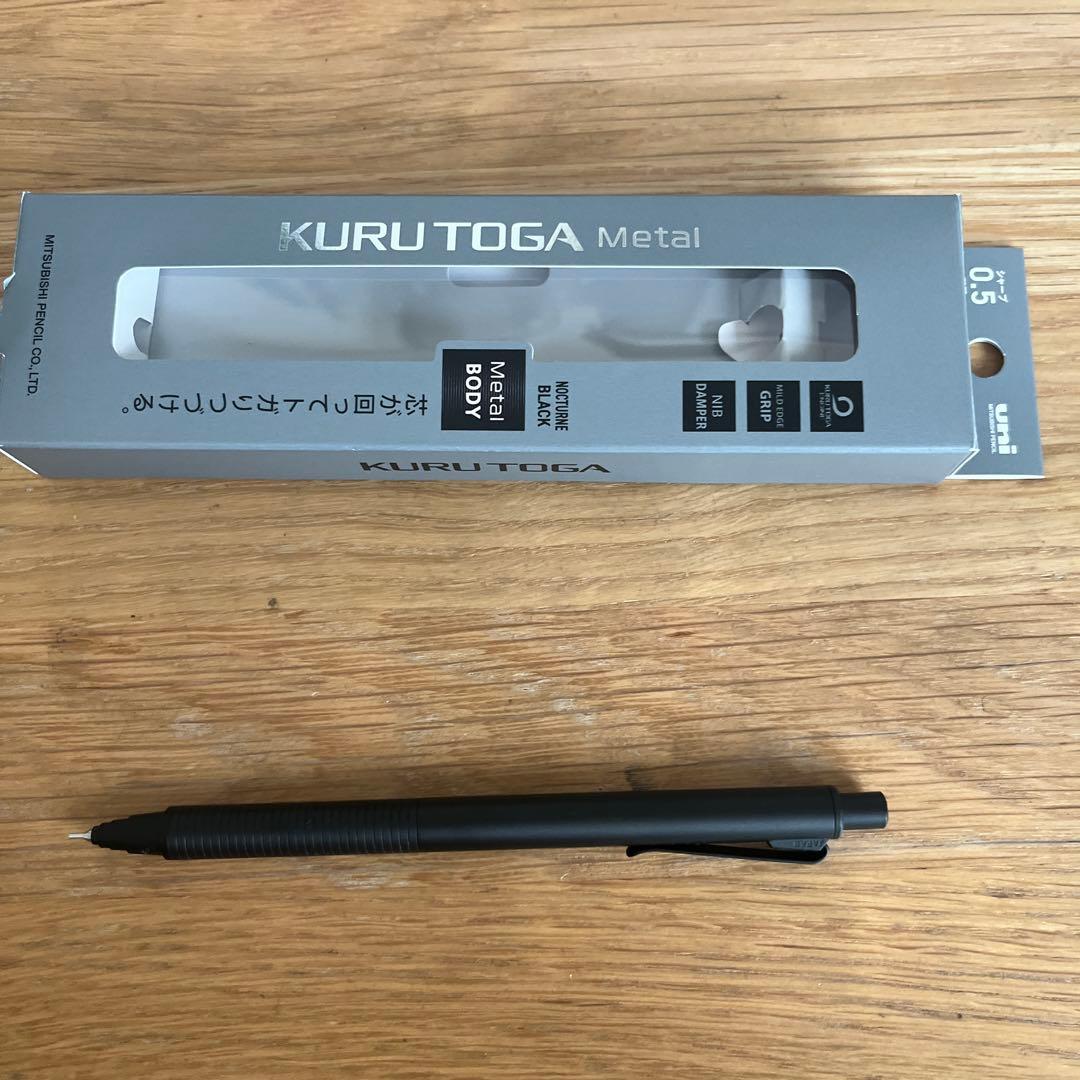 KURU TOGA Metal
MITSUBISHI PENCIL CO., LTD.
芯が回ってトガりつづける。
Metal
BODY
NOCTURNE
BLACK
NIB
DAMPER
MILD EDGE
GRIP
KURU TOGA
ENGINE
シャープ
0.5
uni
MITSUBISHI PENCIL
KURU TOGA
JAPAN